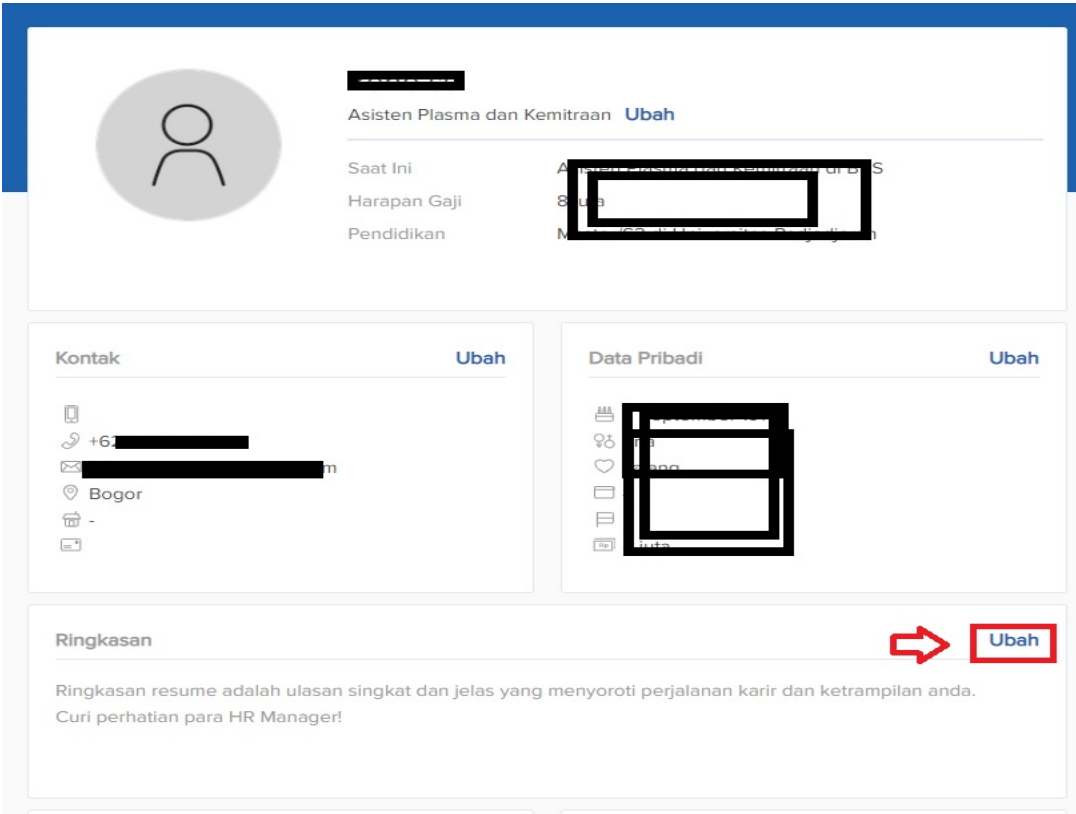 Asisten Plasma dan Kemitraan Ubah
Saat Ini
Harapan Gaji
Pendidikan
Kontak Ubah
+62
m
Bogor
-
Data Pribadi Ubah
Rp
Ringkasan Ubah
Ringkasan resume adalah ulasan singkat dan jelas yang menyoroti perjalanan karir dan ketrampilan anda.
Curi perhatian para HR Manager!